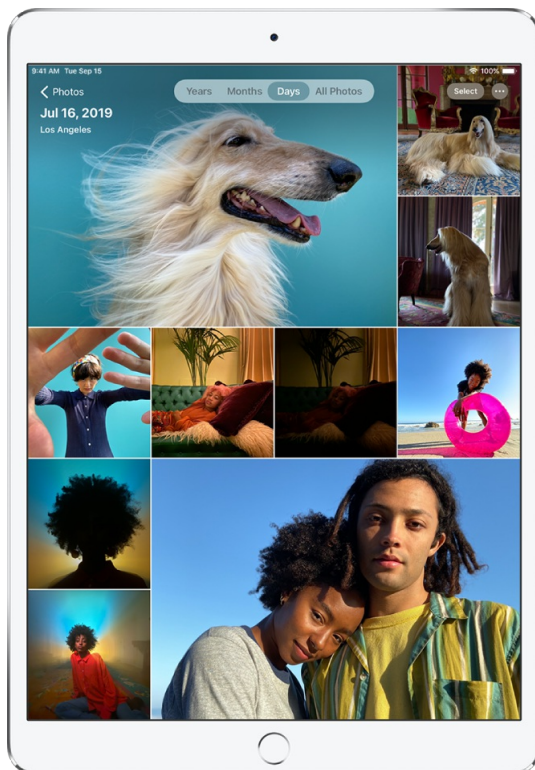 9:41 AM Tue Sep 15
100%
Photos
Years Months Days All Photos
Select
Jul 16, 2019
Los Angeles